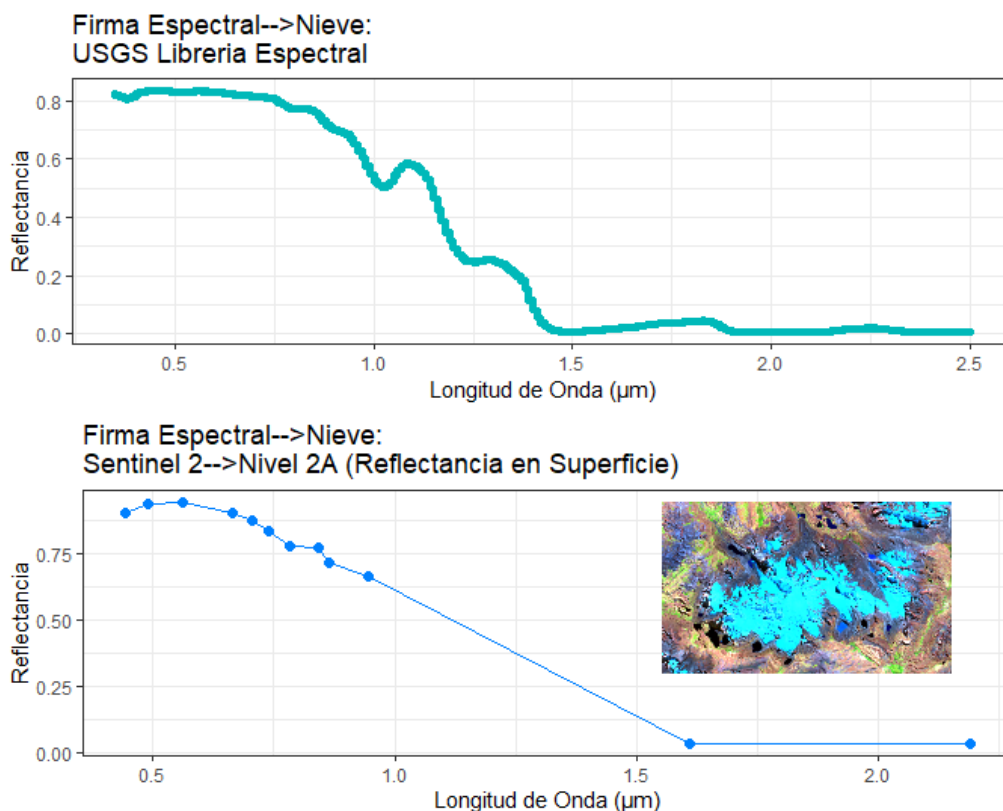 Firma Espectral-->Nieve:
USGS Libreria Espectral
0.8
0.6
0.4
0.2
0.0
Reflectancia
0.5 1.0 1.5 2.0 2.5
Longitud de Onda (µm)
Firma Espectral-->Nieve:
Sentinel 2-->Nivel 2A (Reflectancia en Superficie)
0.75
0.50
0.25
0.00
Reflectancia
0.5 1.0 1.5 2.0
Longitud de Onda (µm)